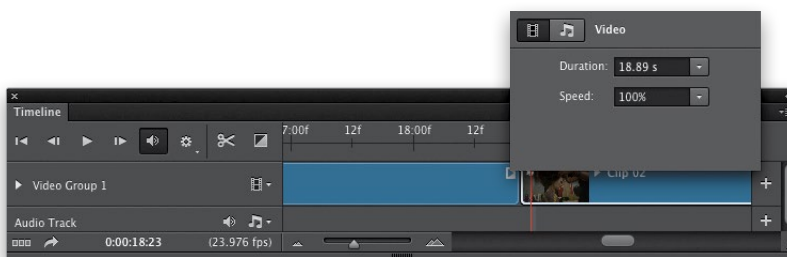 Video
Duration: 18.89 s
Speed: 100%
Timeline
7:00f 12f 18:00f 12f
Video Group 1
Clip 02
Audio Track
0:00:18:23 (23.976 fps)